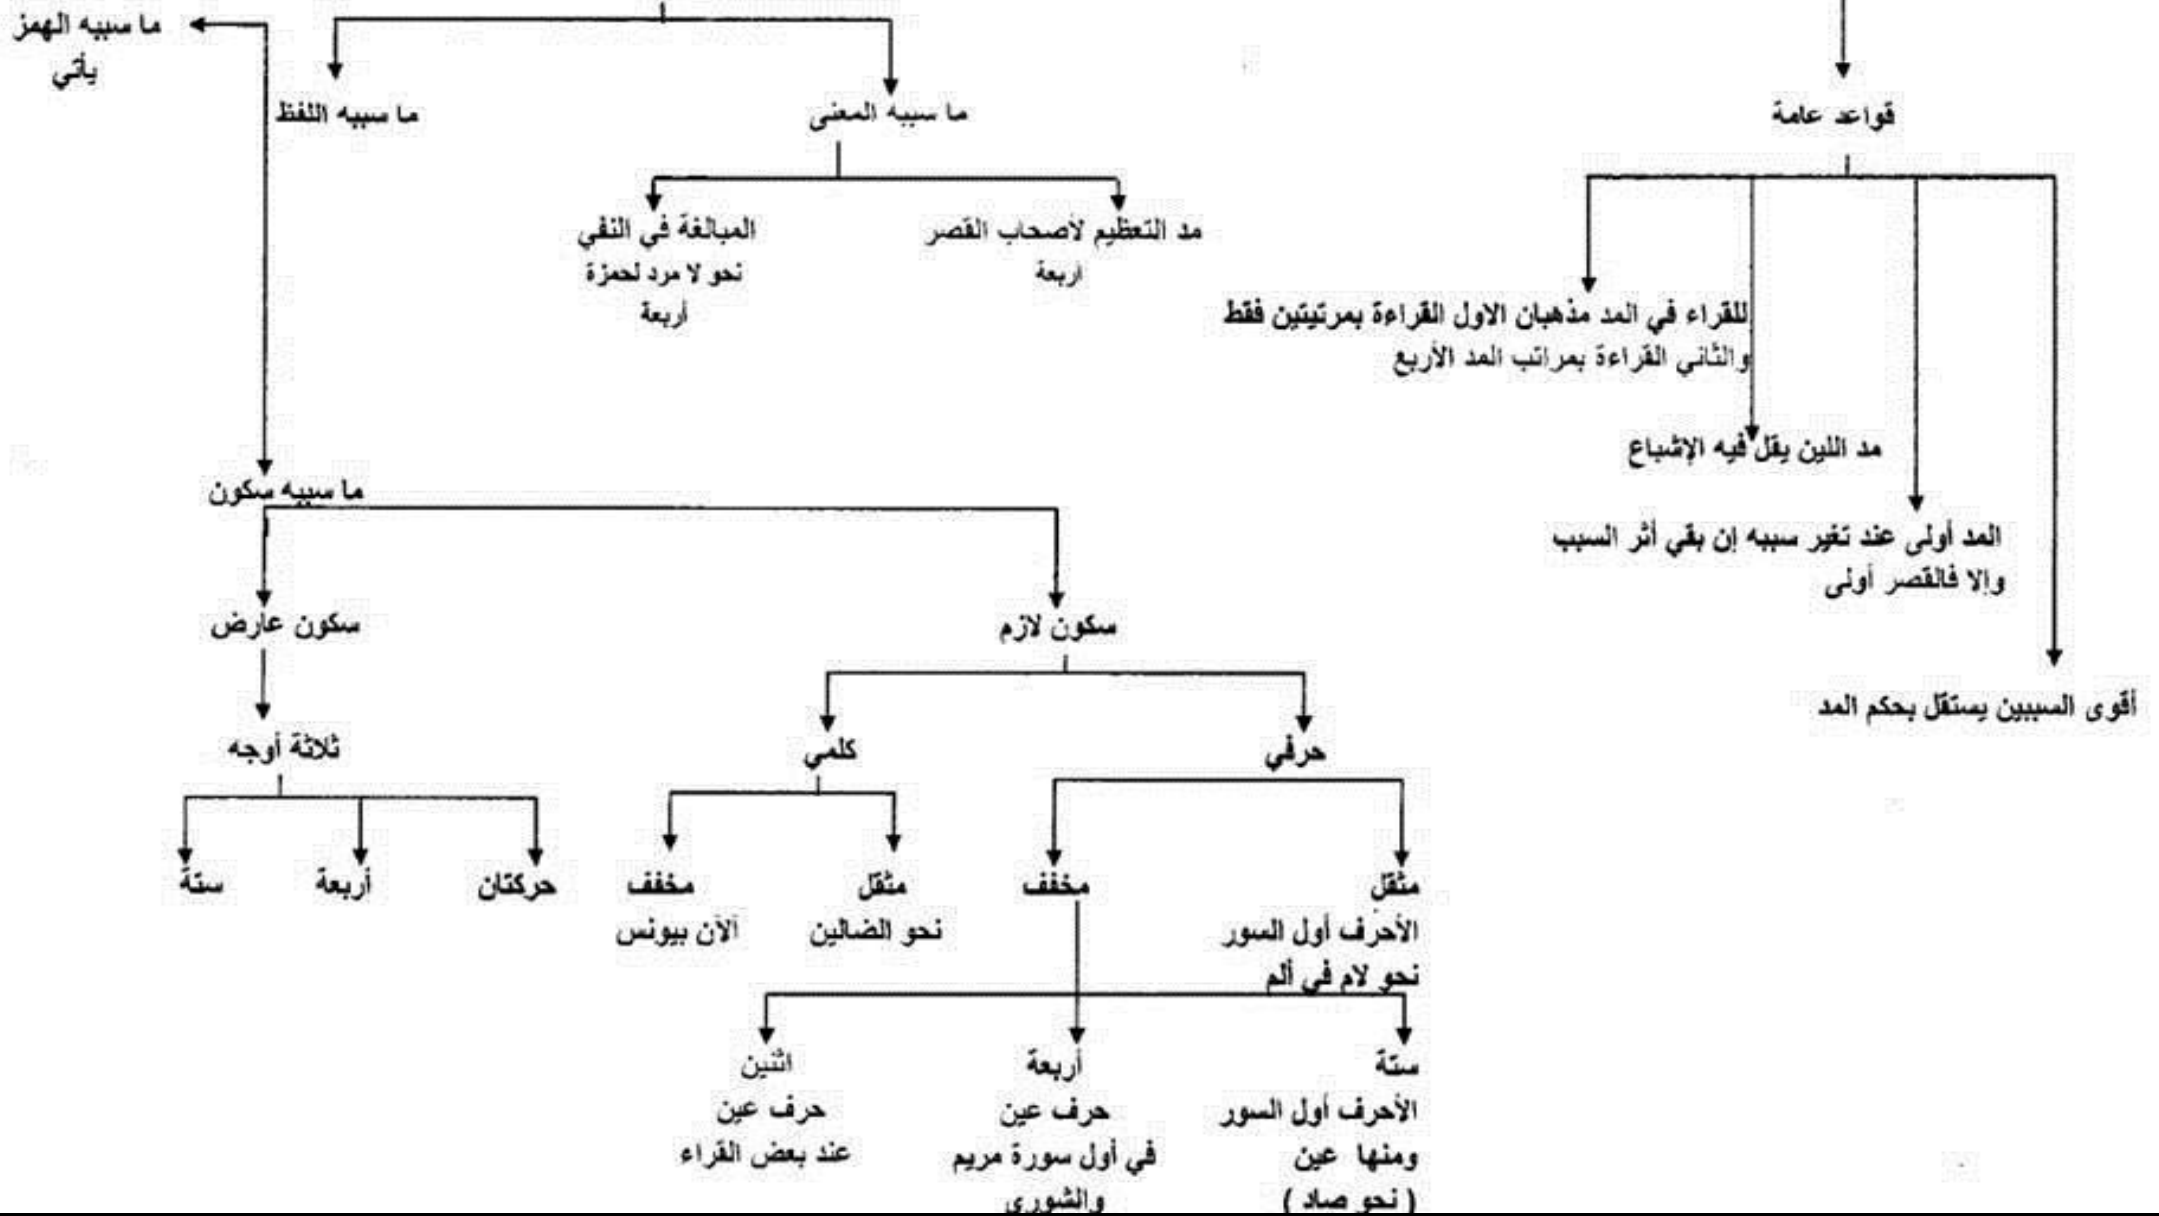 ما سببه الهمز
يأتي
ما سببه اللفظ
ما سببه المعنى
قواعد عامة
مد التعظيم لأصحاب القصر
أربعة
المبالغة في النفي
نحو لا مرد لحمزة
أربعة
للقراء في المد مذهبان الاول القراءة بمرتيتين فقط
والثاني القراءة بمراتب المد الأربع
مد اللين يقل فيه الإشباع
المد أولى عند تغير سببه إن بقي أثر السبب
وإلا فالقصر أولى
أقوى السببين يستقل بحكم المد
ما سببه سكون
سكون لازم
سكون عارض
حرفي
كلمي
ثلاثة أوجه
مثقل
الأحرف أول السور
نحو لام في ألم
مخفف
مثقل
نحو الضالين
مخفف
آلآن بيونس
حركتان
أربعة
ستة
ستة
الأحرف أول السور
ومنها عين
( نحو صاد )
أربعة
حرف عين
في أول سورة مريم
والشورى
اثنين
حرف عين
عند بعض القراء